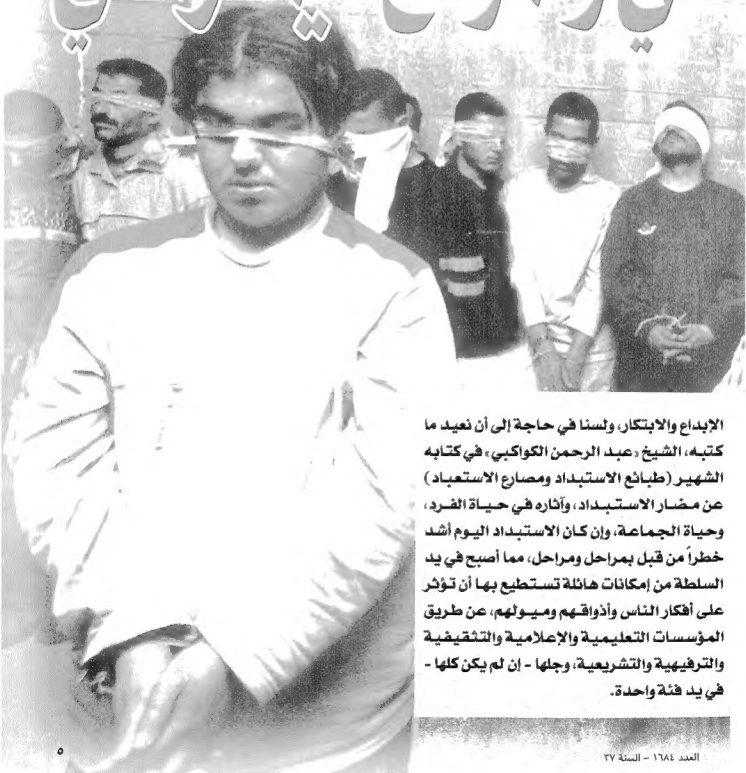 الإبداع والابتكار، ولسنا في حاجة إلى أن نعيد ما
كتبه، الشيخ «عبد الرحمن الكواكبي» في كتابه
الشهير (طبائع الاستبداد ومصارع الاستعباد)
عن مضار الاستبداد، وآثاره في حياة الفرد،
وحياة الجماعة، وإن كان الاستبداد اليوم أشد
خطراً من قبل بمراحل ومراحل، مما أصبح في يد
السلطة من إمكانات هائلة تستطيع بها أن تؤثر
على أفكار الناس وأذواقهم وميولهم، عن طريق
المؤسسات التعليمية والإعلامية والتثقيفية
والترفيهية والتشريعية، وجلها - إن لم يكن كلها -
في يد فئة واحدة.
العدد ١٦٨٤ - السنة ٣٧
٥